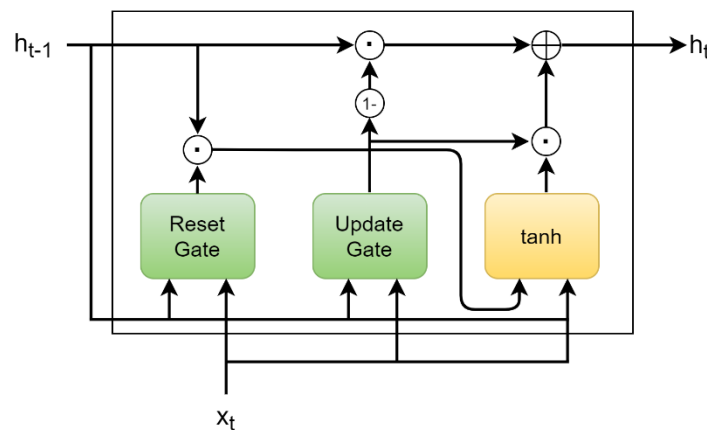 h_{t-1}
h_t
1-
Reset
Gate
Update
Gate
tanh
x_t